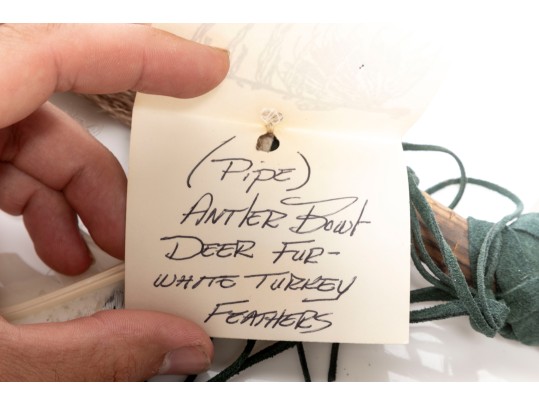 (Pipe)
ANTLER BOWL
DEER FUR-
WHITE TURKEY
FEATHERS